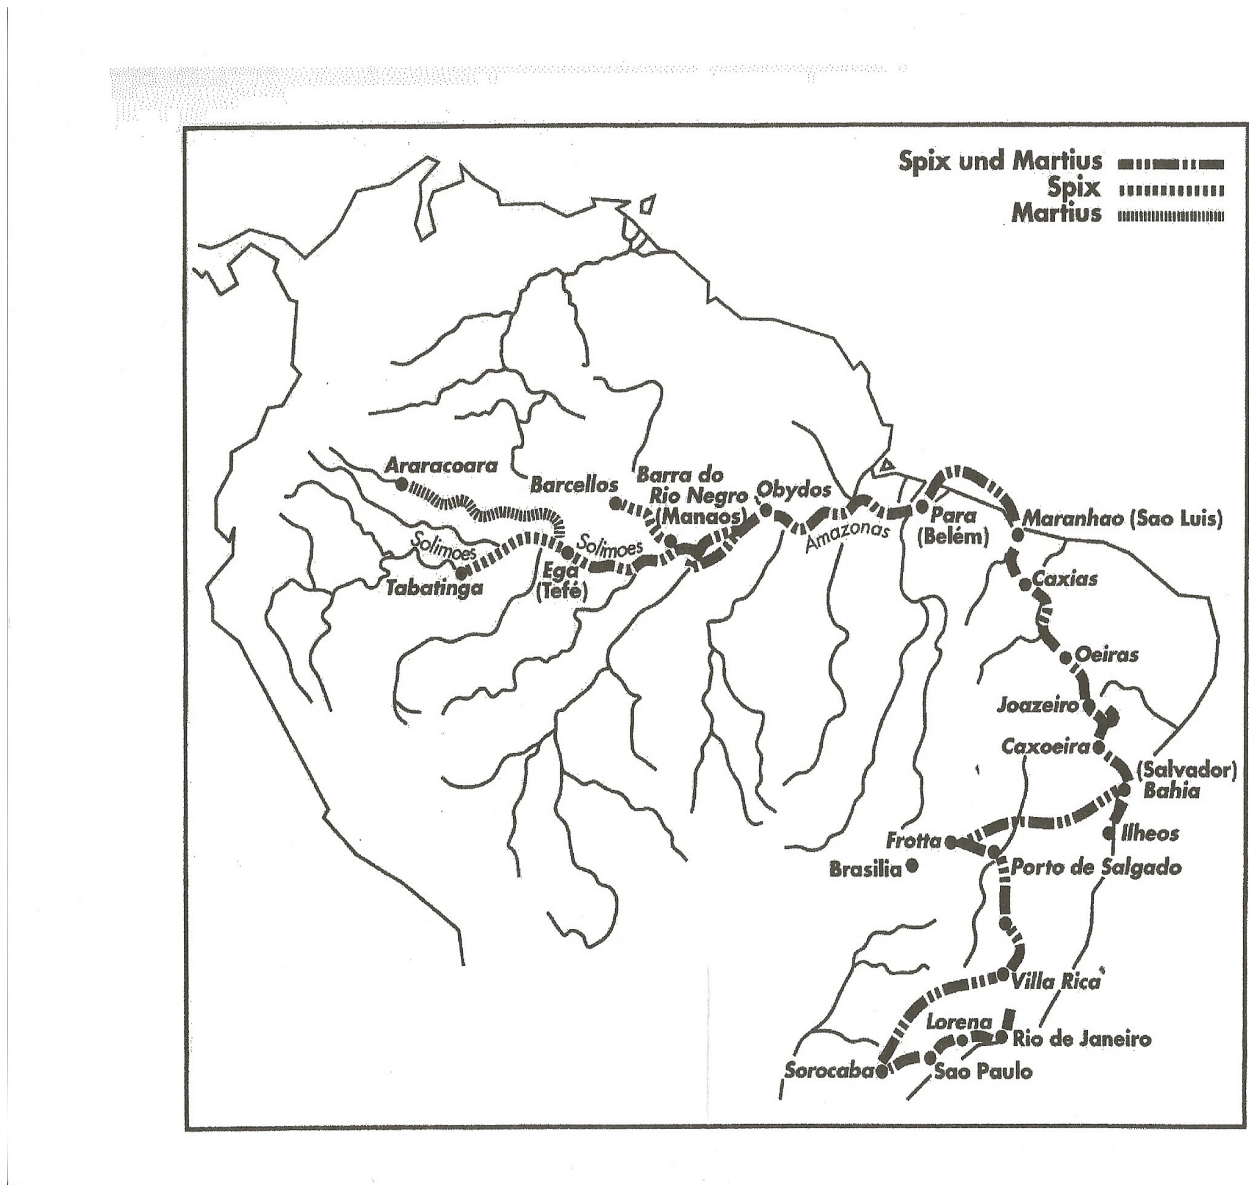 Spix und Martius
Spix
Martius
Araracoara
Barcellos
Barra do
Rio Negro
(Manaos)
Obydos
Para
(Belém)
Maranhao (Sao Luis)
Amazonas
Solimoes
Solimoes
Tabatinga
Ega
(Tefé)
Caxias
Oeiras
Joazeiro
Caxoeira
(Salvador)
Bahia
Ilheos
Frotta
Brasilia
Porto de Salgado
Villa Rica
Lorena
Rio de Janeiro
Sorocaba
Sao Paulo